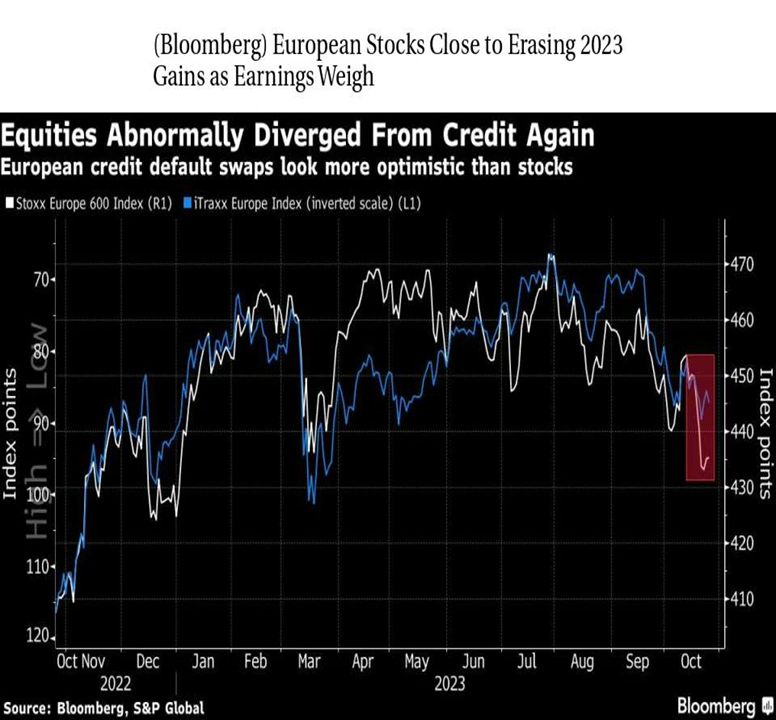 (Bloomberg) European Stocks Close to Erasing 2023
Gains as Earnings Weigh
Equities Abnormally Diverged From Credit Again
European credit default swaps look more optimistic than stocks
Stoxx Europe 600 Index (R1) iTraxx Europe Index (inverted scale) (L1)
70
80
90
100
110
120
Index points
High => Low
470
460
450
440
430
420
410
Index points
Oct Nov Dec Jan Feb Mar Apr May Jun Jul Aug Sep Oct
2022 2023
Source: Bloomberg, S&P Global
Bloomberg